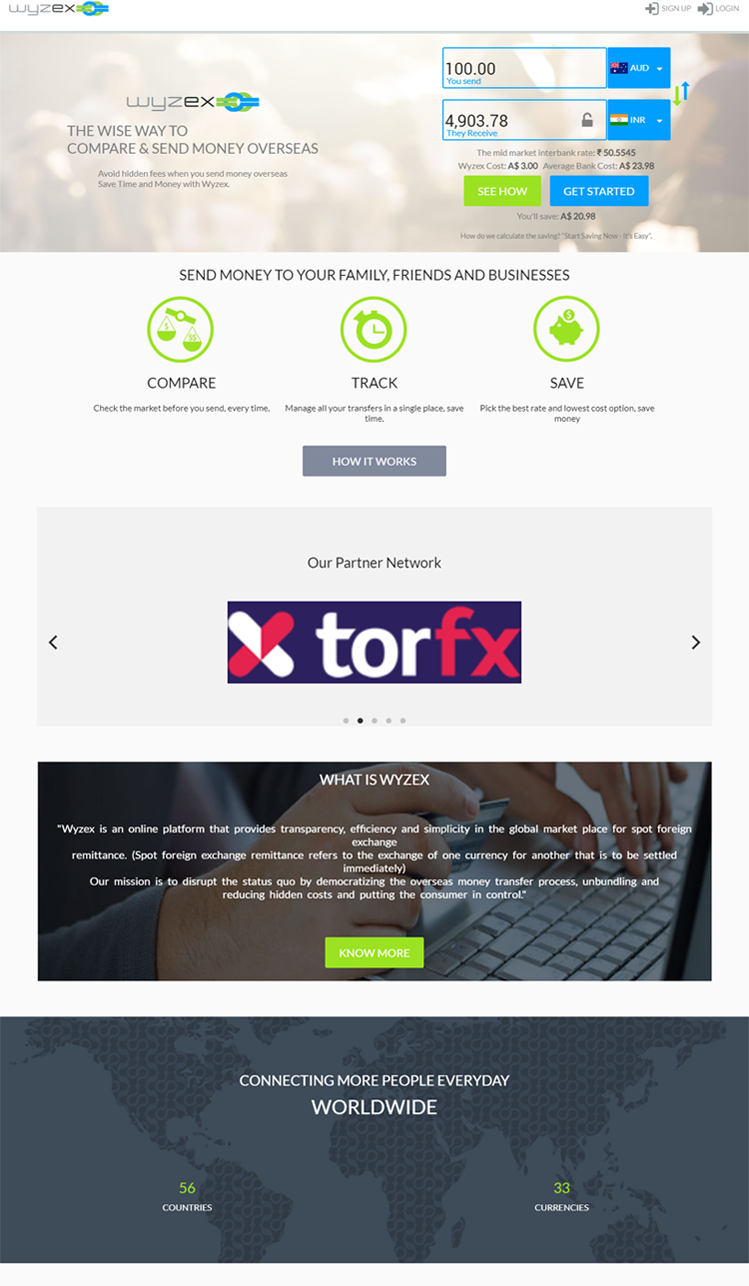 wyzex
SIGN UP LOGIN
wyzex
THE WISE WAY TO
COMPARE & SEND MONEY OVERSEAS
Avoid hidden fees when you send money overseas
Save Time and Money with Wyzex.
100.00
You send
AUD
4,903.78
They Receive
INR
The mid market interbank rate: ₹ 50.5545
Wyzex Cost: A$ 3.00 Average Bank Cost: A$ 23.98
SEE HOW GET STARTED
You'll save: A$ 20.98
How do we calculate the saving? "Start Saving Now - It's Easy".
SEND MONEY TO YOUR FAMILY, FRIENDS AND BUSINESSES
$ $$ $
COMPARE TRACK SAVE
Check the market before you send, every time.
Manage all your transfers in a single place, save
time.
Pick the best rate and lowest cost option, save
money
HOW IT WORKS
Our Partner Network
torfx
WHAT IS WYZEX
"Wyzex is an online platform that provides transparency, efficiency and simplicity in the global market place for spot foreign
exchange
remittance. (Spot foreign exchange remittance refers to the exchange of one currency for another that is to be settled
immediately)
Our mission is to disrupt the status quo by democratizing the overseas money transfer process, unbundling and
reducing hidden costs and putting the consumer in control."
KNOW MORE
CONNECTING MORE PEOPLE EVERYDAY
WORLDWIDE
56 33
COUNTRIES CURRENCIES